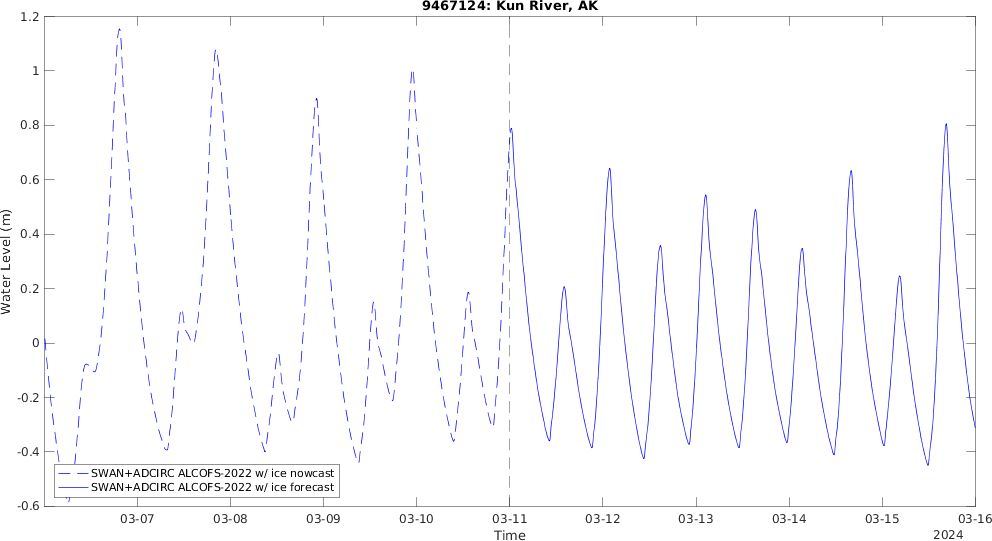 9467124: Kun River, AK
Water Level (m)
1.2
1
0.8
0.6
0.4
0.2
0
-0.2
-0.4
-0.6
SWAN+ADCIRC ALCOFS-2022 w/ ice nowcast
SWAN+ADCIRC ALCOFS-2022 w/ ice forecast
03-07 03-08 03-09 03-10 03-11 03-12 03-13 03-14 03-15 03-16
Time
2024